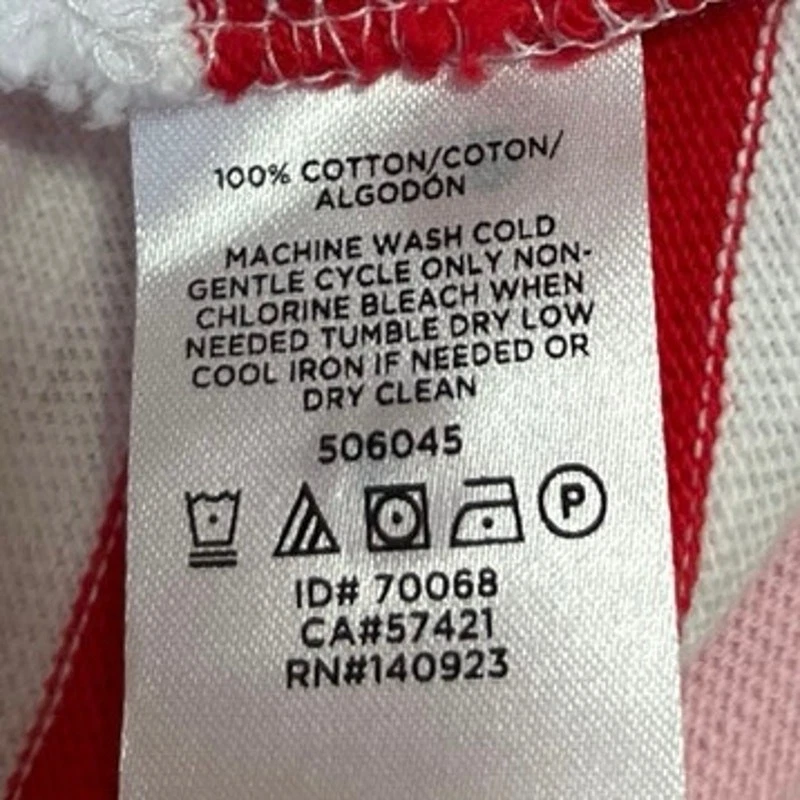 100% COTTON/COTON/
ALGODÓN
MACHINE WASH COLD
GENTLE CYCLE ONLY NON-
CHLORINE BLEACH WHEN
NEEDED TUMBLE DRY LOW
COOL IRON IF NEEDED OR
DRY CLEAN
506045
P
ID# 70068
CA#57421
RN#140923